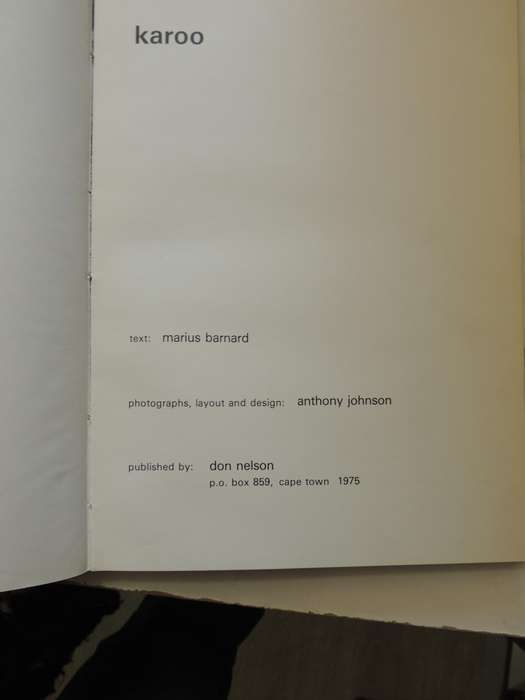 karoo
text: marius barnard
photographs, layout and design: anthony johnson
published by: don nelson
p.o. box 859, cape town 1975